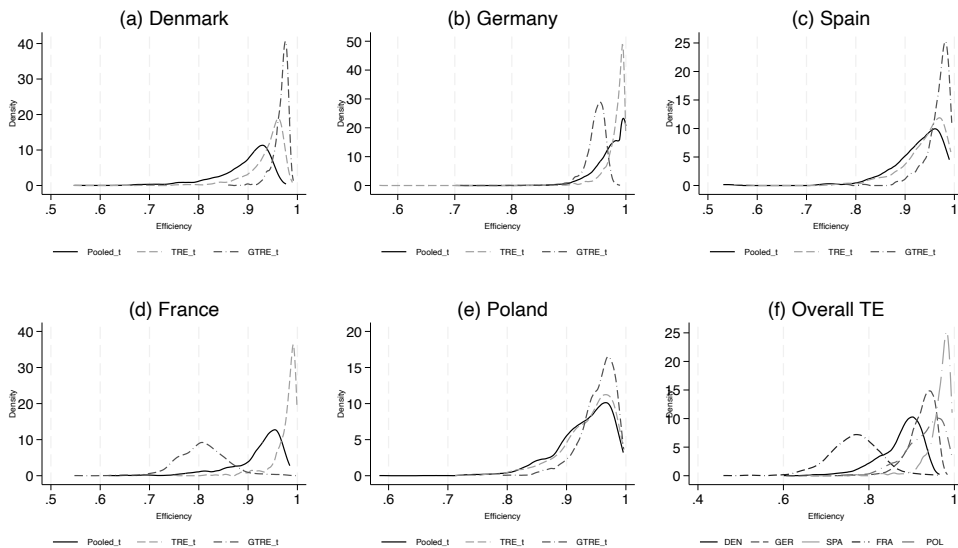 (a) Denmark
40
30
20
10
0
Density
.5 .6 .7 .8 .9 1
Efficiency
Pooled_t TRE_t GTRE_t
(b) Germany
50
40
30
20
10
0
Density
.6 .7 .8 .9 1
Efficiency
Pooled_t TRE_t GTRE_t
(c) Spain
25
20
15
10
5
0
Density
.5 .6 .7 .8 .9 1
Efficiency
Pooled_t TRE_t GTRE_t
(d) France
40
30
20
10
0
Density
.5 .6 .7 .8 .9 1
Efficiency
Pooled_t TRE_t GTRE_t
(e) Poland
20
15
10
5
0
Density
.6 .7 .8 .9 1
Efficiency
Pooled_t TRE_t GTRE_t
(f) Overall TE
25
20
15
10
5
0
Density
.4 .6 .8 1
Efficiency
DEN GER SPA FRA POL